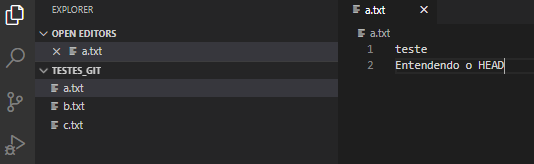 EXPLORER
OPEN EDITORS
a.txt
TESTES_GIT
a.txt
b.txt
c.txt
a.txt
a.txt
1 teste
2 Entendendo o HEAD